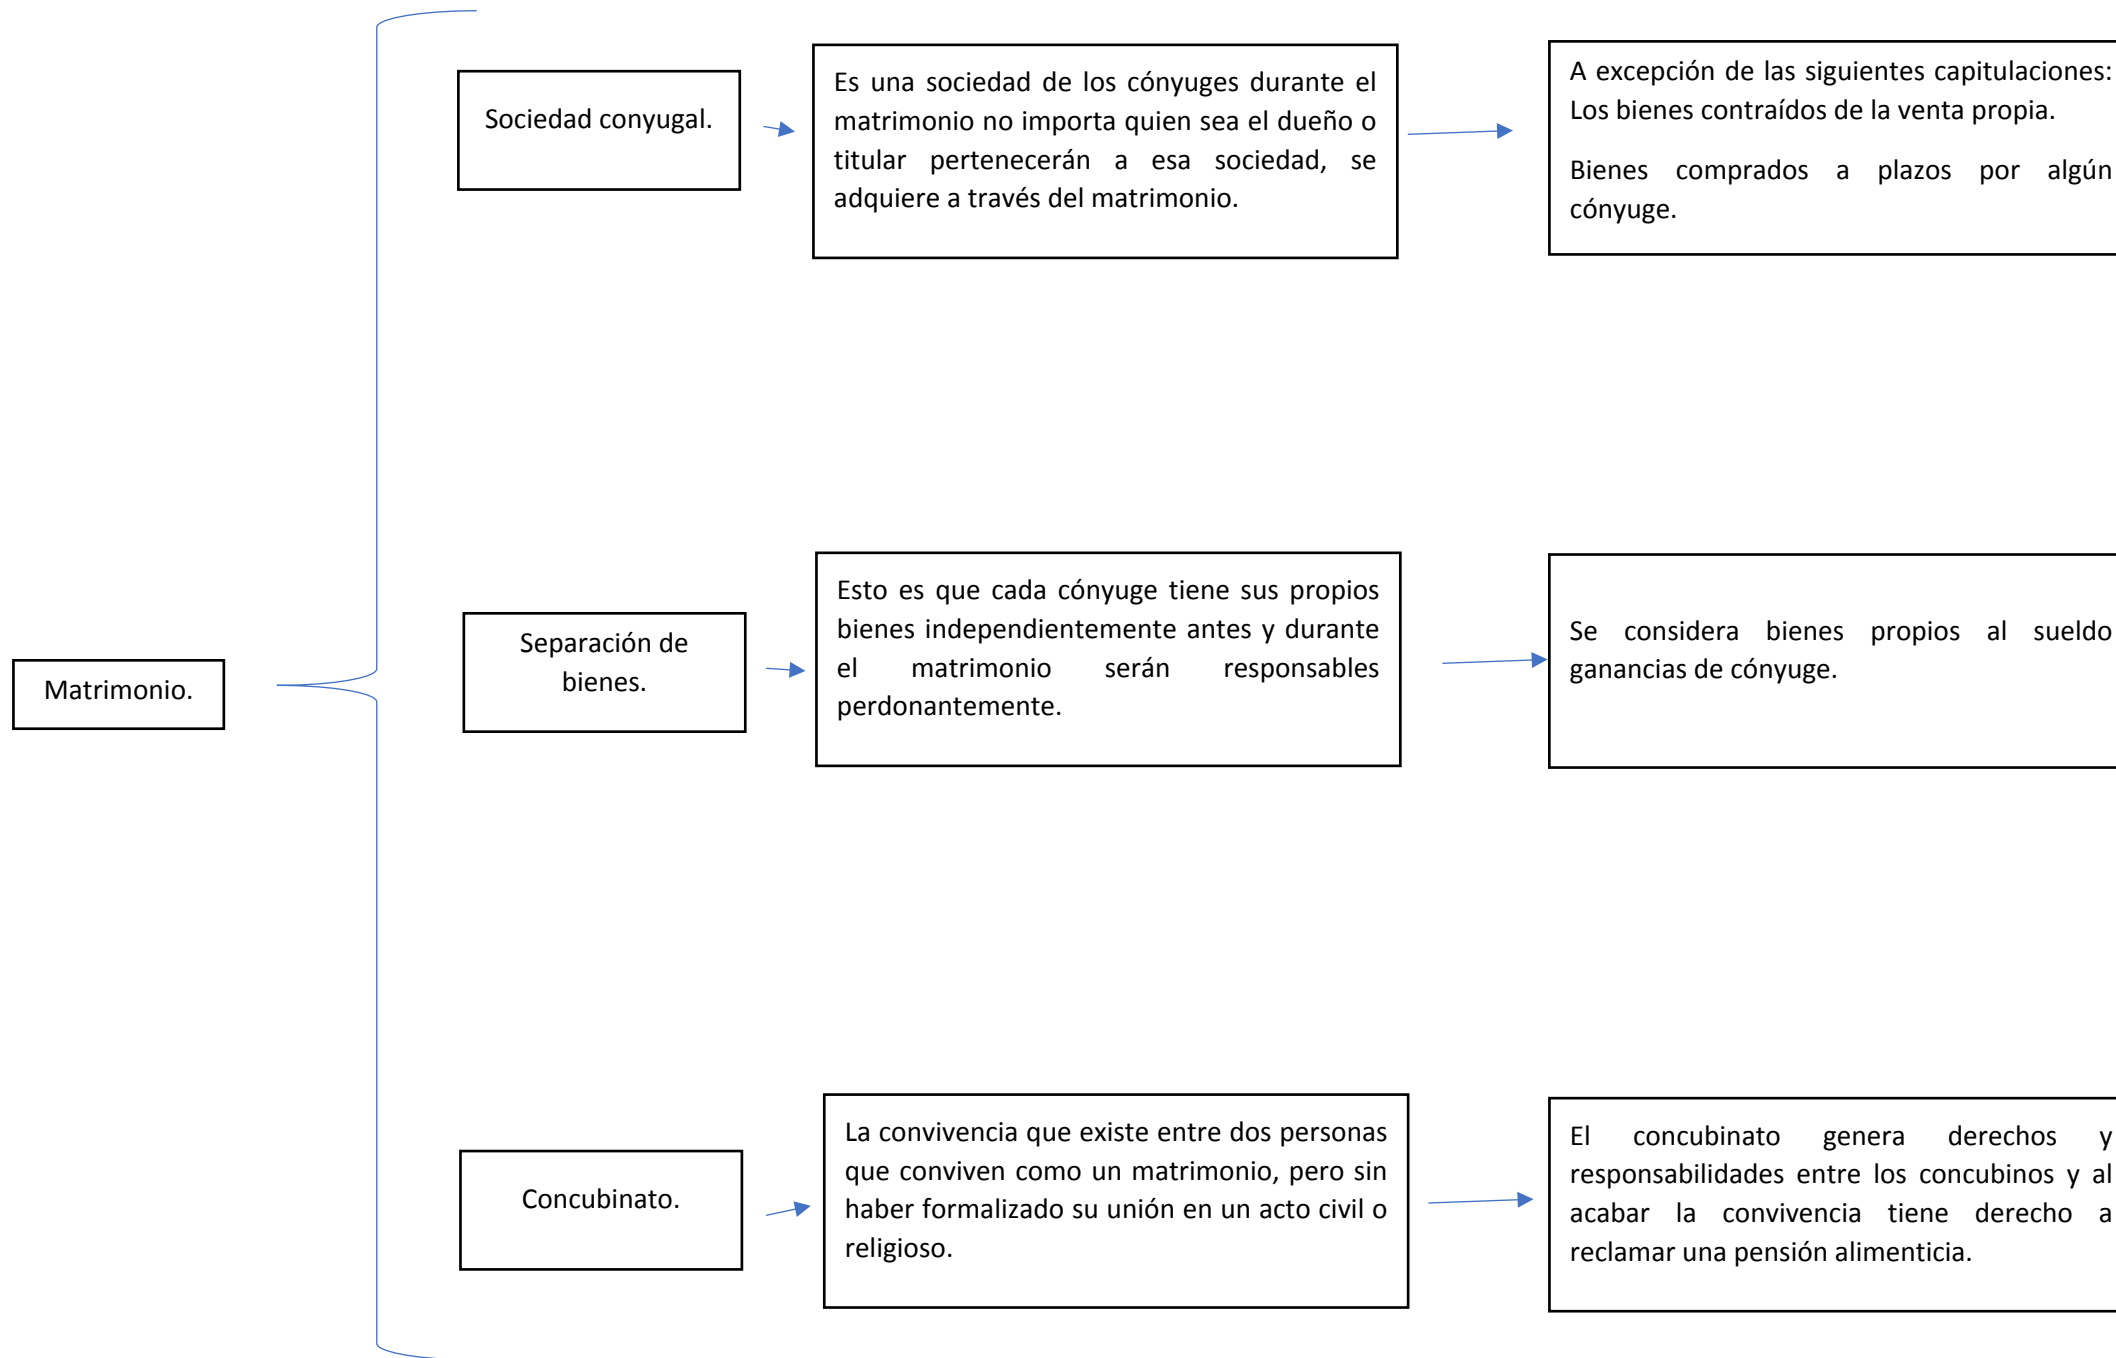 Matrimonio.
Sociedad conyugal.
Es una sociedad de los cónyuges durante el
matrimonio no importa quien sea el dueño o
titular pertenecerán a esa sociedad, se
adquiere a través del matrimonio.
A excepción de las siguientes capitulaciones:
Los bienes contraídos de la venta propia.
Bienes comprados a plazos por algún
cónyuge.
Separación de
bienes.
Esto es que cada cónyuge tiene sus propios
bienes independientemente antes y durante
el matrimonio serán responsables
perdonantemente.
Se considera bienes propios al sueldo
ganancias de cónyuge.
Concubinato.
La convivencia que existe entre dos personas
que conviven como un matrimonio, pero sin
haber formalizado su unión en un acto civil o
religioso.
El concubinato genera derechos y
responsabilidades entre los concubinos y al
acabar la convivencia tiene derecho a
reclamar una pensión alimenticia.